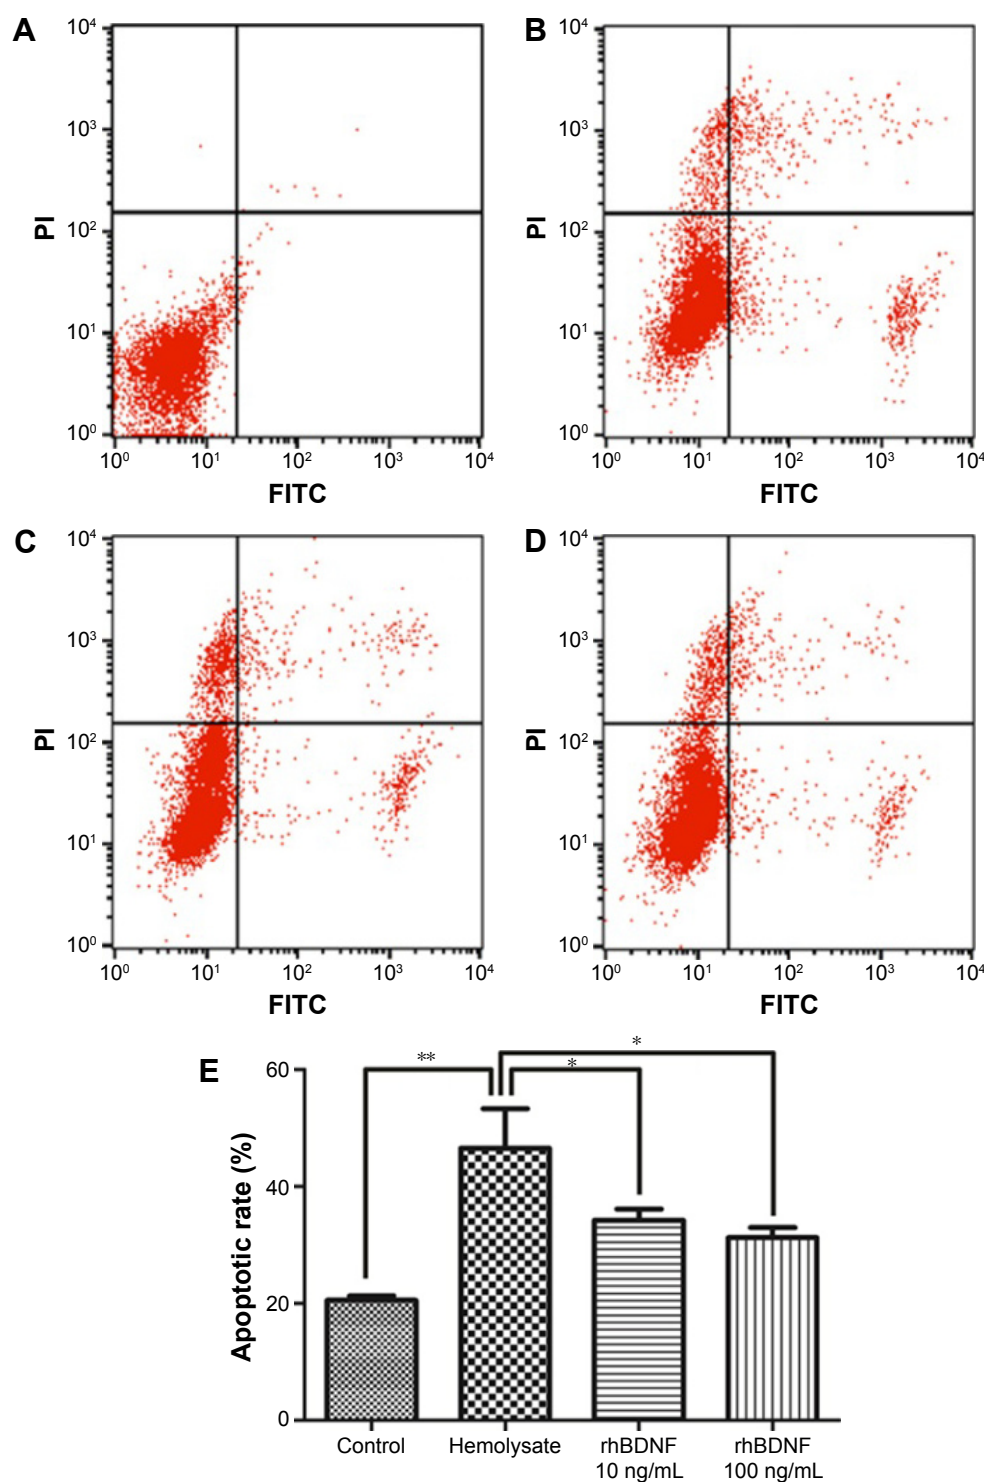 A
10⁴
10³
10²
10¹
10⁰
PI
10⁰ 10¹ 10² 10³ 10⁴
FITC
B
10⁴
10³
10²
10¹
10⁰
PI
10⁰ 10¹ 10² 10³ 10⁴
FITC
C
10⁴
10³
10²
10¹
10⁰
PI
10⁰ 10¹ 10² 10³ 10⁴
FITC
D
10⁴
10³
10²
10¹
10⁰
PI
10⁰ 10¹ 10² 10³ 10⁴
FITC
E
Apoptotic rate (%)
60
40
20
0
**
*
*
Control
Hemolysate
rhBDNF
10 ng/mL
rhBDNF
100 ng/mL